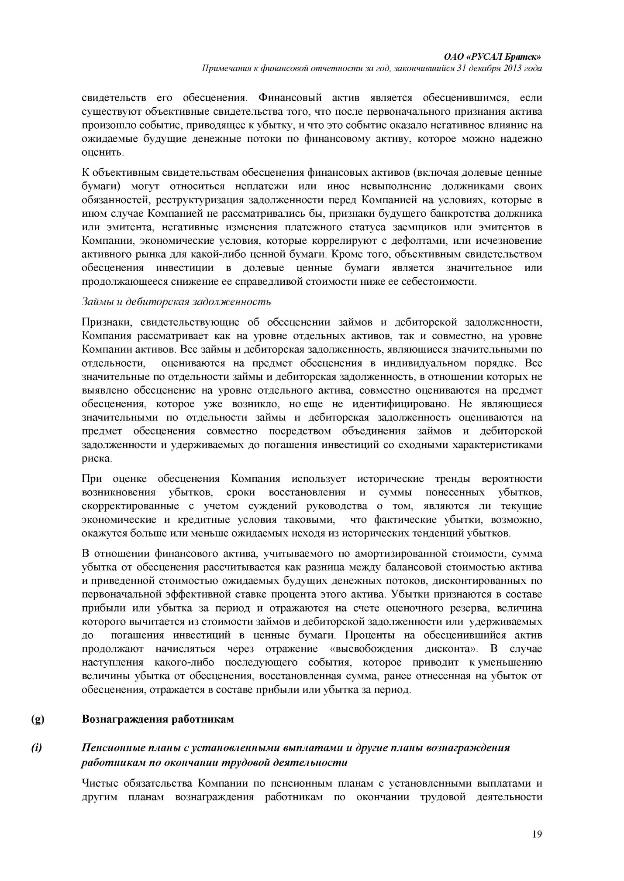 ОАО «РУСАЛ Братск»
Примечания к финансовой отчетности за год, закончившийся 31 декабря 2013 года
свидетельств его обесценения. Финансовый актив является обесценившимся, если
существуют объективные свидетельства того, что после первоначального признания актива
произошло событие, приводящее к убытку, и что это событие оказало негативное влияние на
ожидаемые будущие денежные потоки по финансовому активу, которое можно надежно
оценить.
К объективным свидетельствам обесценения финансовых активов (включая долевые ценные
бумаги) могут относиться неплатежи или иное невыполнение должниками своих
обязанностей, реструктуризация задолженности перед Компанией на условиях, которые в
ином случае Компанией не рассматривались бы, признаки будущего банкротства должника
или эмитента, негативные изменения платежного статуса заемщиков или эмитентов в
Компании, экономические условия, которые коррелируют с дефолтами, или исчезновение
активного рынка для какой-либо ценной бумаги. Кроме того, объективным свидетельством
обесценения инвестиции в долевые ценные бумаги является значительное или
продолжающееся снижение ее справедливой стоимости ниже ее себестоимости.
Займы и дебиторская задолженность
Признаки, свидетельствующие об обесценении займов и дебиторской задолженности,
Компания рассматривает как на уровне отдельных активов, так и совместно, на уровне
Компании активов. Все займы и дебиторская задолженность, являющиеся значительными по
отдельности, оцениваются на предмет обесценения в индивидуальном порядке. Все
значительные по отдельности займы и дебиторская задолженность, в отношении которых не
выявлено обесценение на уровне отдельного актива, совместно оцениваются на предмет
обесценения, которое уже возникло, но еще не идентифицировано. Не являющиеся
значительными по отдельности займы и дебиторская задолженность оцениваются на
предмет обесценения совместно посредством объединения займов и дебиторской
задолженности и удерживаемых до погашения инвестиций со сходными характеристиками
риска.
При оценке обесценения Компания использует исторические тренды вероятности
возникновения убытков, сроки восстановления и суммы понесенных убытков,
скорректированные с учетом суждений руководства о том, являются ли текущие
экономические и кредитные условия таковыми, что фактические убытки, возможно,
окажутся больше или меньше ожидаемых исходя из исторических тенденций убытков.
В отношении финансового актива, учитываемого по амортизированной стоимости, сумма
убытка от обесценения рассчитывается как разница между балансовой стоимостью актива
и приведенной стоимостью ожидаемых будущих денежных потоков, дисконтированных по
первоначальной эффективной ставке процента этого актива. Убытки признаются в составе
прибыли или убытка за период и отражаются на счете оценочного резерва, величина
которого вычитается из стоимости займов и дебиторской задолженности или удерживаемых
до погашения инвестиций в ценные бумаги. Проценты на обесценившийся актив
продолжают начисляться через отражение «высвобождения дисконта». В случае
наступления какого-либо последующего события, которое приводит к уменьшению
величины убытка от обесценения, восстановленная сумма, ранее отнесенная на убыток от
обесценения, отражается в составе прибыли или убытка за период.
(g) Вознаграждения работникам
(i) Пенсионные планы с установленными выплатами и другие планы вознаграждения
работникам по окончании трудовой деятельности
Чистые обязательства Компании по пенсионным планам с установленными выплатами и
другим планам вознаграждения работникам по окончании трудовой деятельности
19